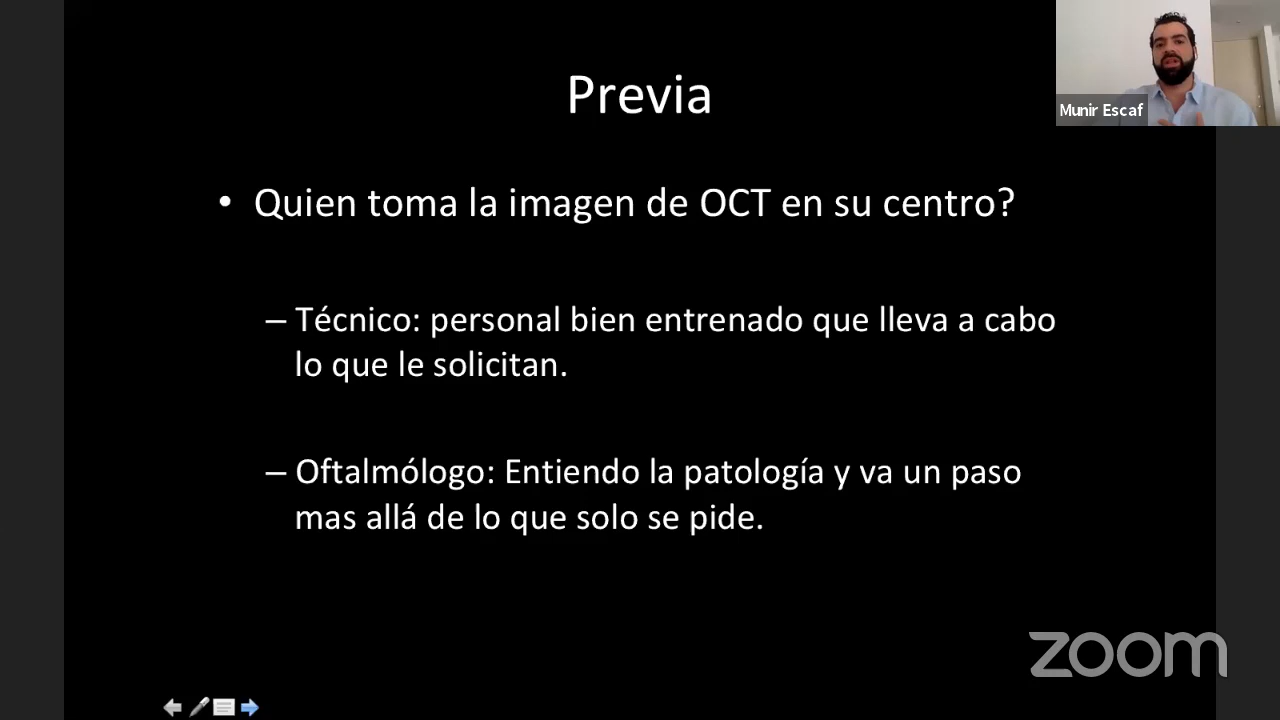 Previa
Munir Escaf
• Quien toma la imagen de OCT en su centro?
– Técnico: personal bien entrenado que lleva a cabo
lo que le solicitan.
– Oftalmólogo: Entiendo la patología y va un paso
mas allá de lo que solo se pide.
zoom